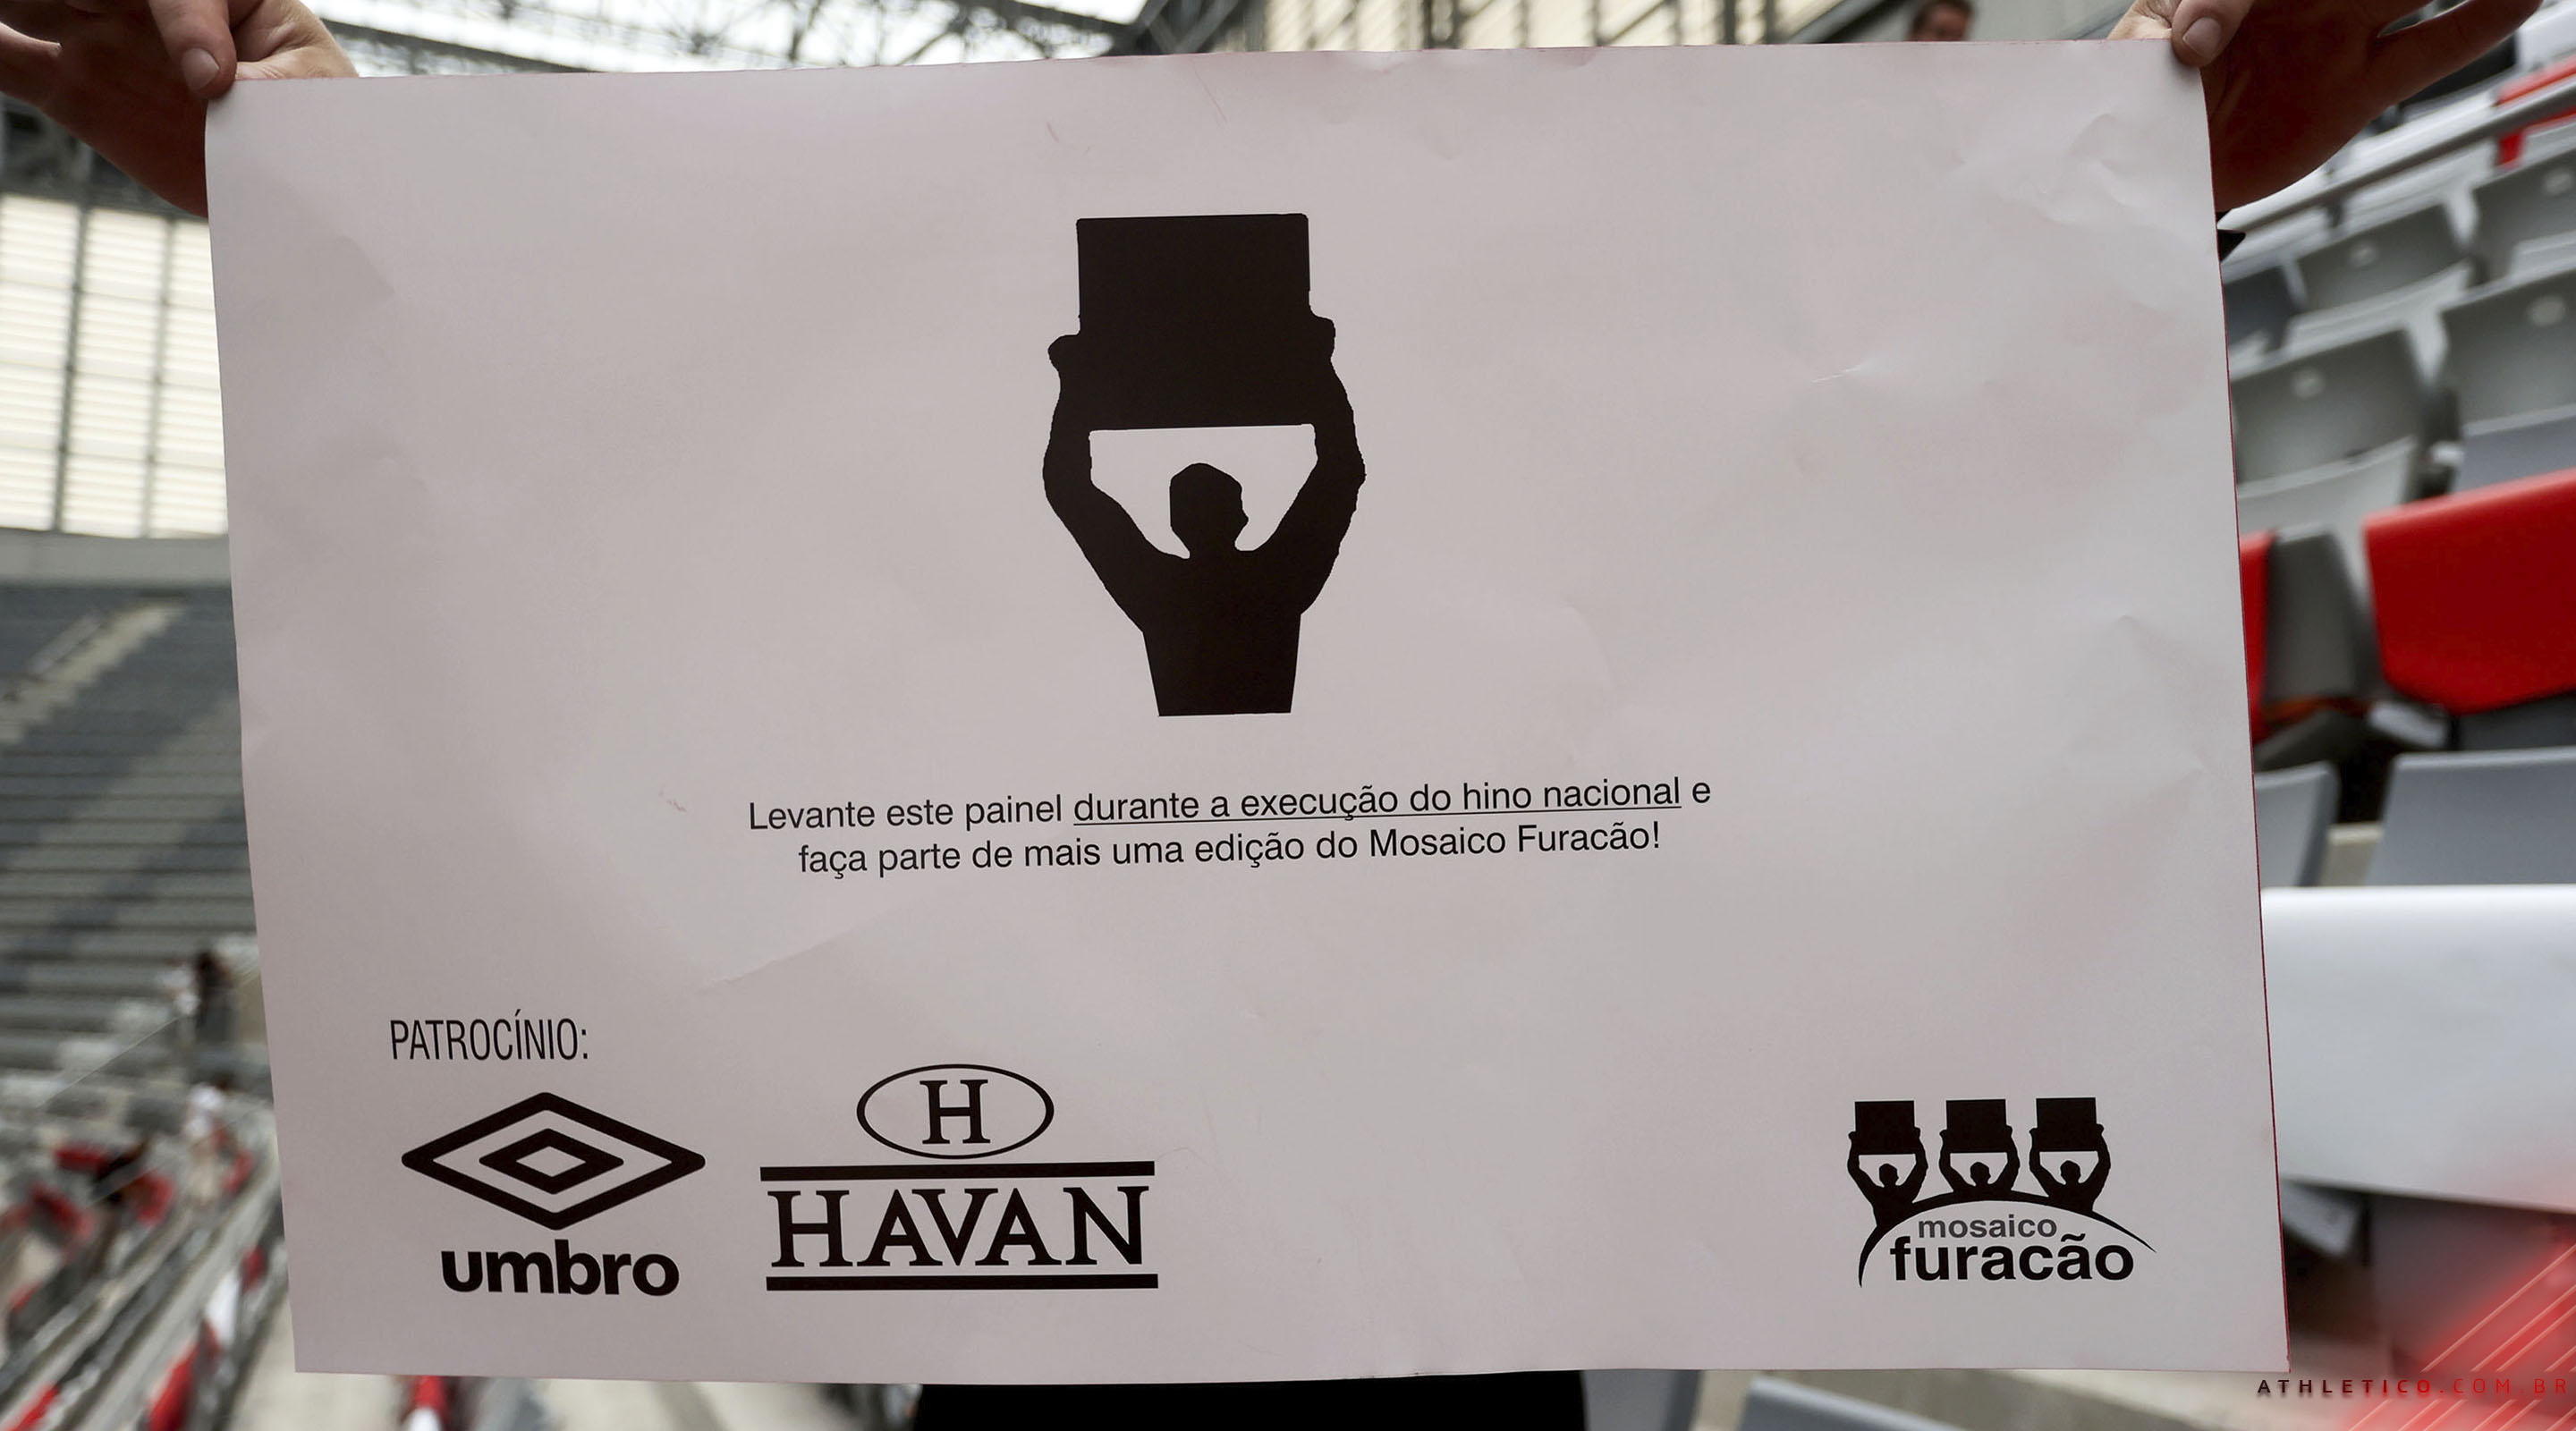 Levante este painel durante a execução do hino nacional e
faça parte de mais uma edição do Mosaico Furacão!
PATROCÍNIO:
umbro
H
HAVAN
mosaico
furacão
ATHLETICO.COM.BR